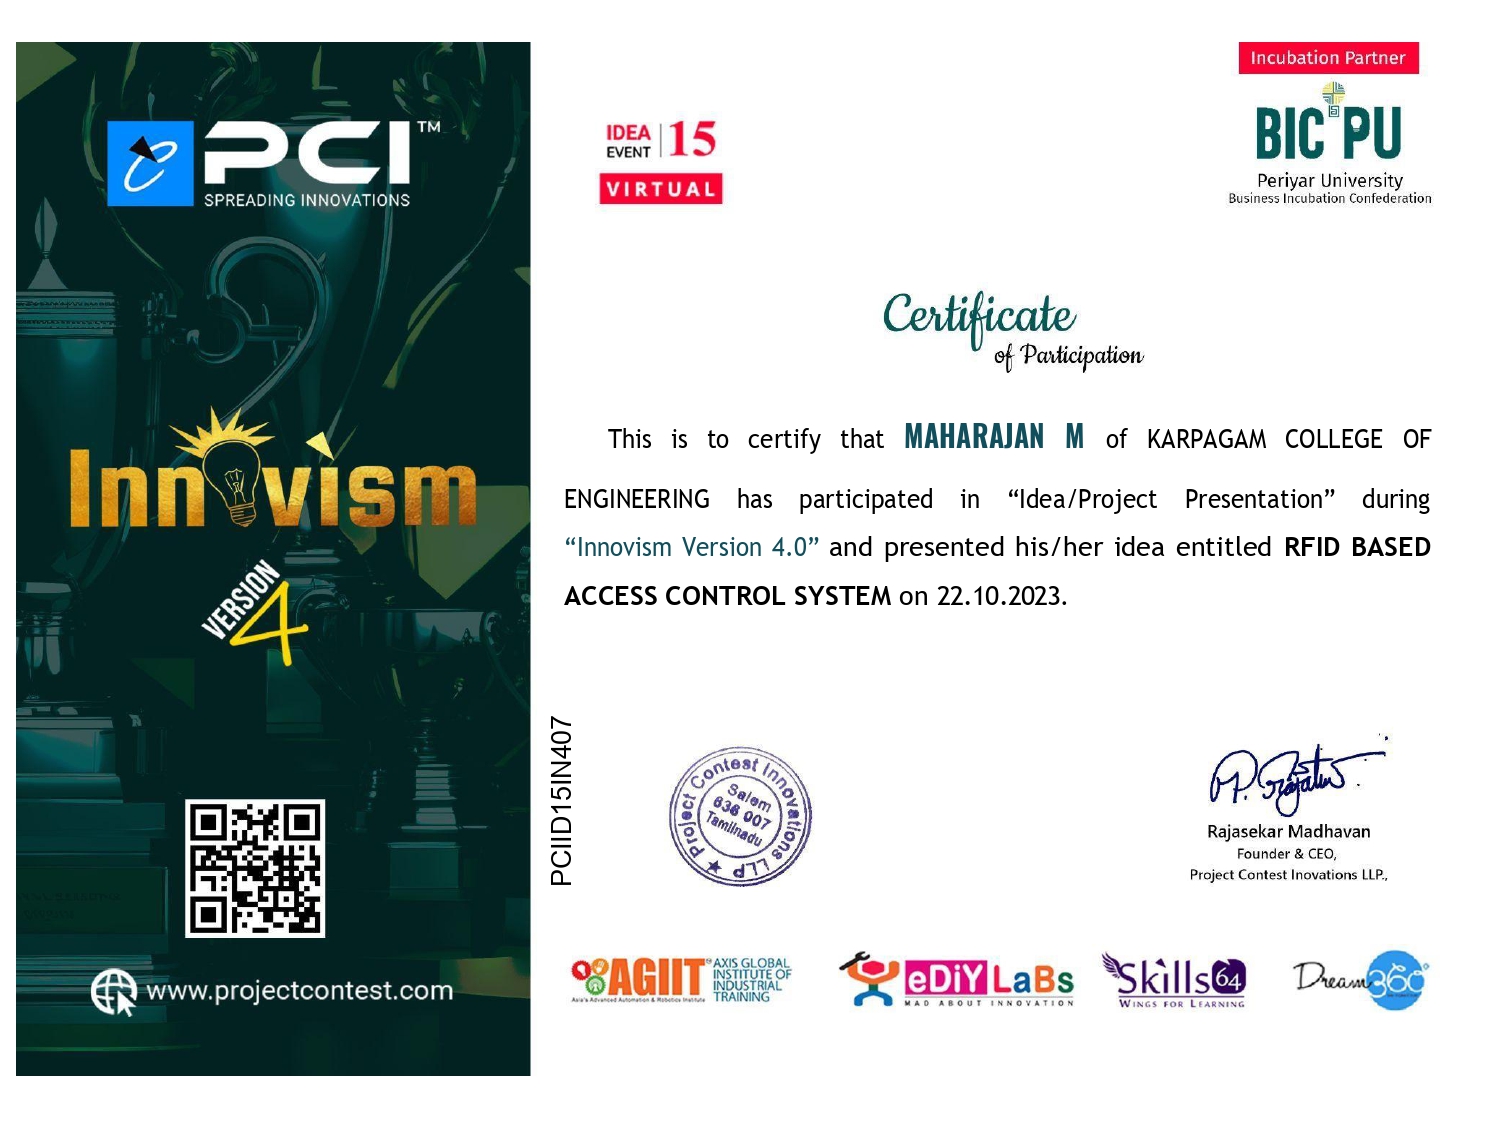 PCI™
SPREADING INNOVATIONS
Innovism
VERSION
4
www.projectcontest.com
IDEA
EVENT
15
VIRTUAL
Incubation Partner
BIC PU
Periyar University
Business Incubation Confederation
Certificate
of Participation
This is to certify that MAHARAJAN M of KARPAGAM COLLEGE OF
ENGINEERING has participated in “Idea/Project Presentation” during
“Innovism Version 4.0” and presented his/her idea entitled RFID BASED
ACCESS CONTROL SYSTEM on 22.10.2023.
PCIID15IN407
Project Contest Innovations LLP
Salem
636 007
Tamilnadu
Rajasekar Madhavan
Founder & CEO,
Project Contest Inovations LLP.,
AGIIT
Asia's Advanced Automation & Robotics Institute
AXIS GLOBAL
INSTITUTE OF
INDUSTRIAL
TRAINING
eDiY LaBs
MAD ABOUT INNOVATION
Skills64
WINGS FOR LEARNING
Dream360°